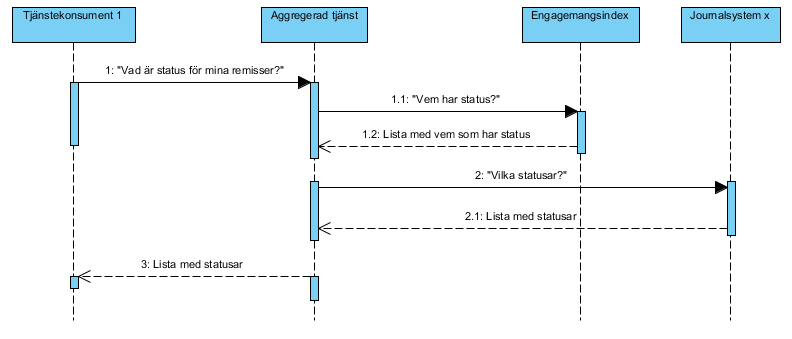 Tjänstekonsument 1
Aggregerad tjänst
Engagemangsindex
Journalsystem x
1: "Vad är status för mina remisser?"
1.1: "Vem har status?"
1.2: Lista med vem som har status
2: "Vilka statusar?"
2.1: Lista med statusar
3: Lista med statusar